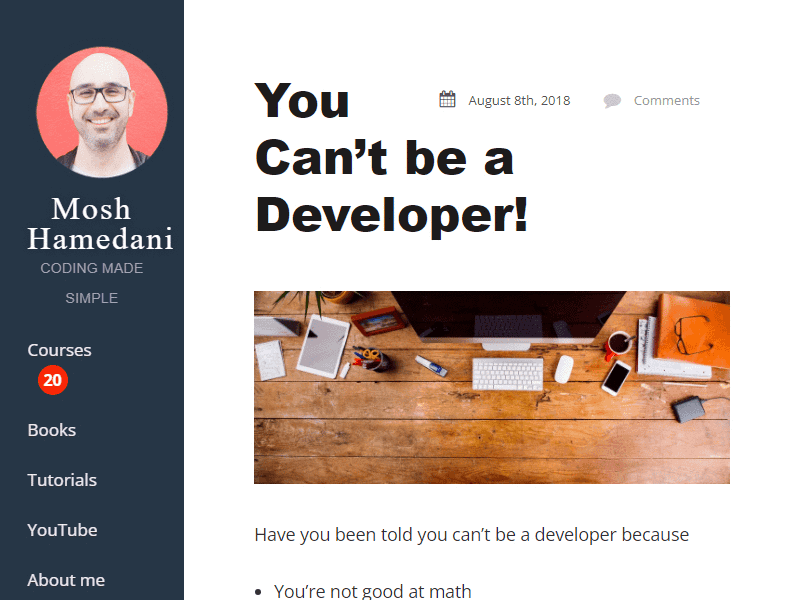 Mosh
Hamedani
CODING MADE
SIMPLE
Courses
20
Books
Tutorials
YouTube
About me
You
Can’t be a
Developer!
August 8th, 2018
Comments
Have you been told you can’t be a developer because
• You’re not good at math